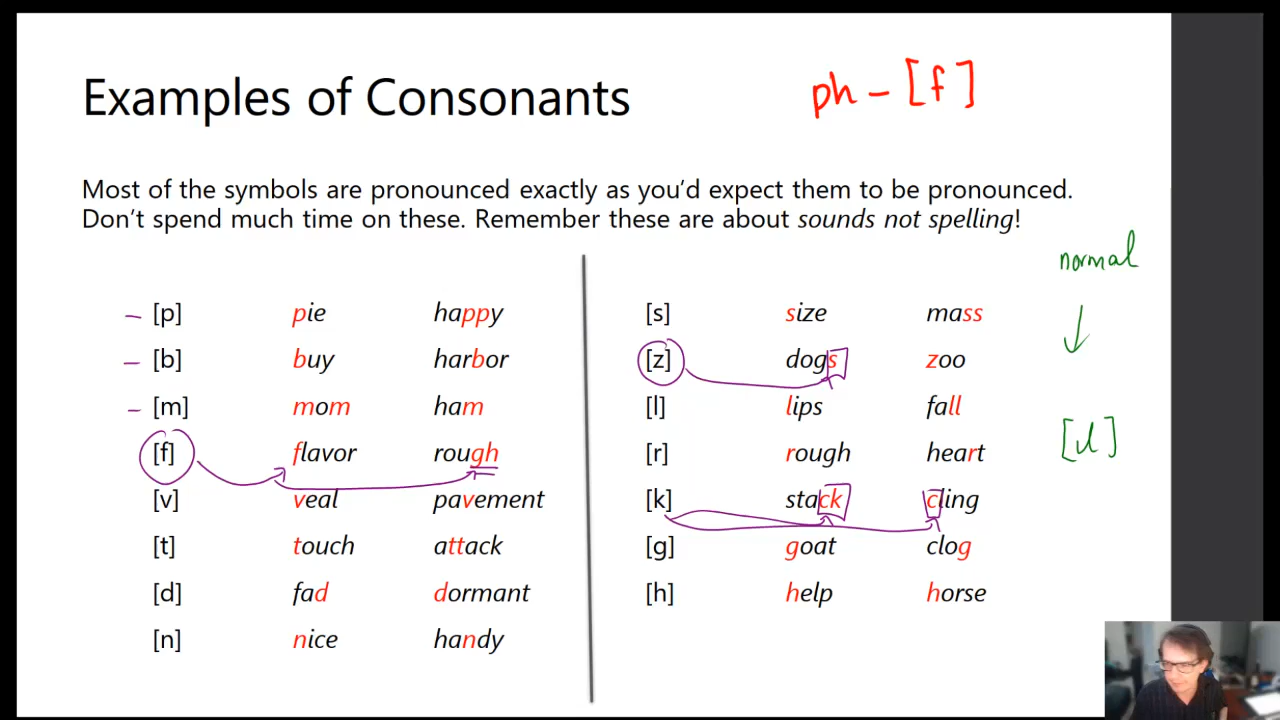 Examples of Consonants
ph – [f]
Most of the symbols are pronounced exactly as you'd expect them to be pronounced.
Don't spend much time on these. Remember these are about sounds not spelling!
normal
[p] pie happy
[b] buy harbor
[m] mom ham
[f] flavor rough
[v] veal pavement
[t] touch attack
[d] fad dormant
[n] nice handy
[s] size mass
[z] dogs zoo
[l] lips fall
[r] rough heart
[k] stack cling
[g] goat clog
[h] help horse